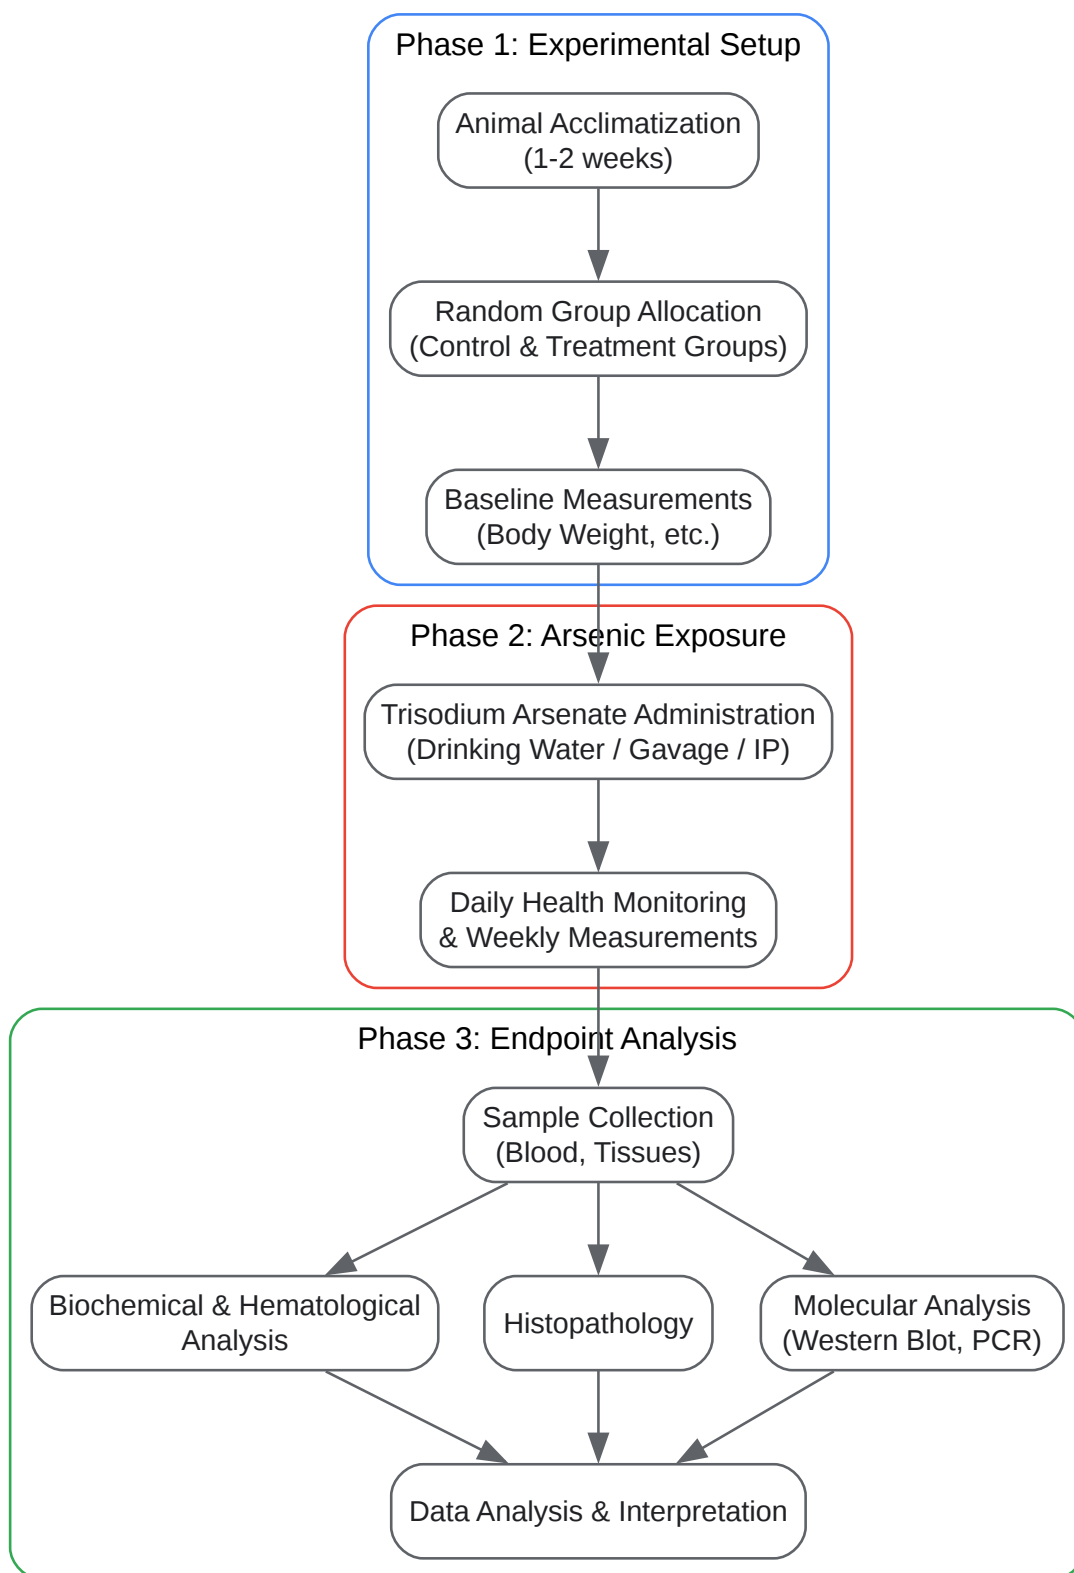 Phase 1: Experimental Setup
Animal Acclimatization
(1-2 weeks)
Random Group Allocation
(Control & Treatment Groups)
Baseline Measurements
(Body Weight, etc.)
Phase 2: Arsenic Exposure
Trisodium Arsenate Administration
(Drinking Water / Gavage / IP)
Daily Health Monitoring
& Weekly Measurements
Phase 3: Endpoint Analysis
Sample Collection
(Blood, Tissues)
Biochemical & Hematological
Analysis
Histopathology
Molecular Analysis
(Western Blot, PCR)
Data Analysis & Interpretation